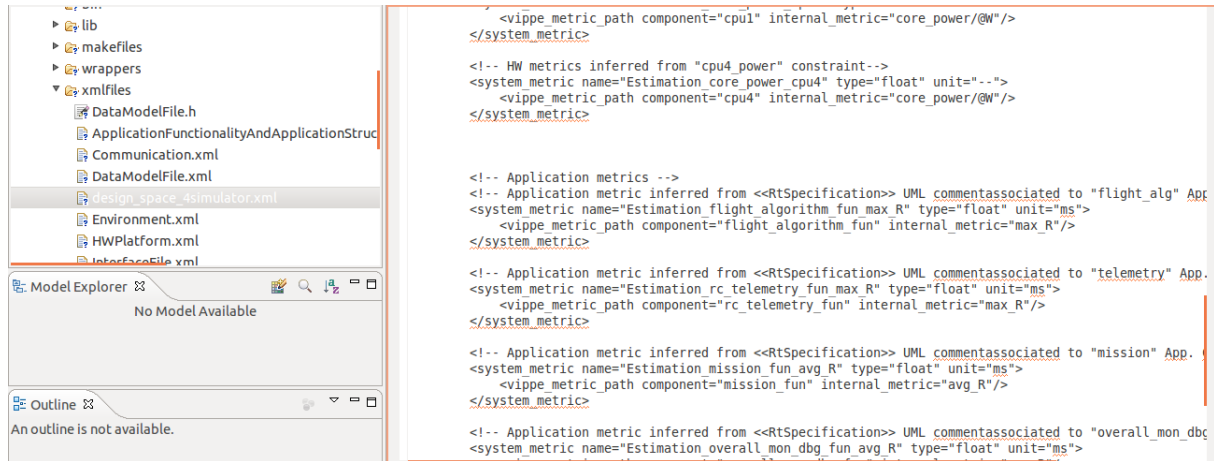 lib
makefiles
wrappers
xmlfiles
DataModelFile.h
ApplicationFunctionalityAndApplicationStruc
Communication.xml
DataModelFile.xml
design_space_4simulator.xml
Environment.xml
HWPlatform.xml
InterfaceFile.xml
Model Explorer
No Model Available
Outline
An outline is not available.
<vippe_metric_path component="cpu1" internal_metric="core_power/@W"/>
</system_metric>
<!-- HW metrics inferred from "cpu4_power" constraint-->
<system_metric name="Estimation_core_power_cpu4" type="float" unit="--">
<vippe_metric_path component="cpu4" internal_metric="core_power/@W"/>
</system_metric>
<!-- Application metrics -->
<!-- Application metric inferred from <<RtSpecification>> UML commentassociated to "flight_alg" App
<system_metric name="Estimation_flight_algorithm_fun_max_R" type="float" unit="ms">
<vippe_metric_path component="flight_algorithm_fun" internal_metric="max_R"/>
</system_metric>
<!-- Application metric inferred from <<RtSpecification>> UML commentassociated to "telemetry" App.
<system_metric name="Estimation_rc_telemetry_fun_max_R" type="float" unit="ms">
<vippe_metric_path component="rc_telemetry_fun" internal_metric="max_R"/>
</system_metric>
<!-- Application metric inferred from <<RtSpecification>> UML commentassociated to "mission" App.
<system_metric name="Estimation_mission_fun_avg_R" type="float" unit="ms">
<vippe_metric_path component="mission_fun" internal_metric="avg_R"/>
</system_metric>
<!-- Application metric inferred from <<RtSpecification>> UML commentassociated to "overall_mon_dbg
<system_metric name="Estimation_overall_mon_dbg_fun_avg_R" type="float" unit="ms">